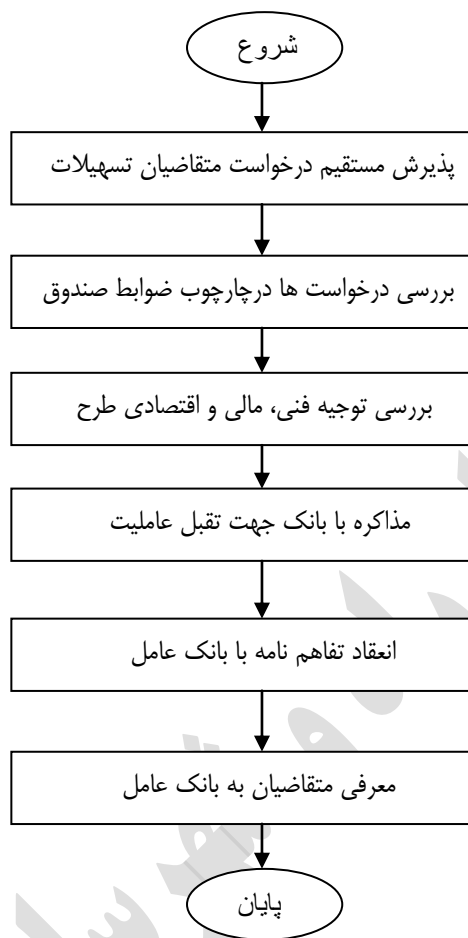 شروع
پذیرش مستقیم درخواست متقاضیان تسهیلات
بررسی درخواست ها درچارچوب ضوابط صندوق
بررسی توجیه فنی، مالی و اقتصادی طرح
مذاکره با بانک جهت تقبل عاملیت
انعقاد تفاهم نامه با بانک عامل
معرفی متقاضیان به بانک عامل
پایان